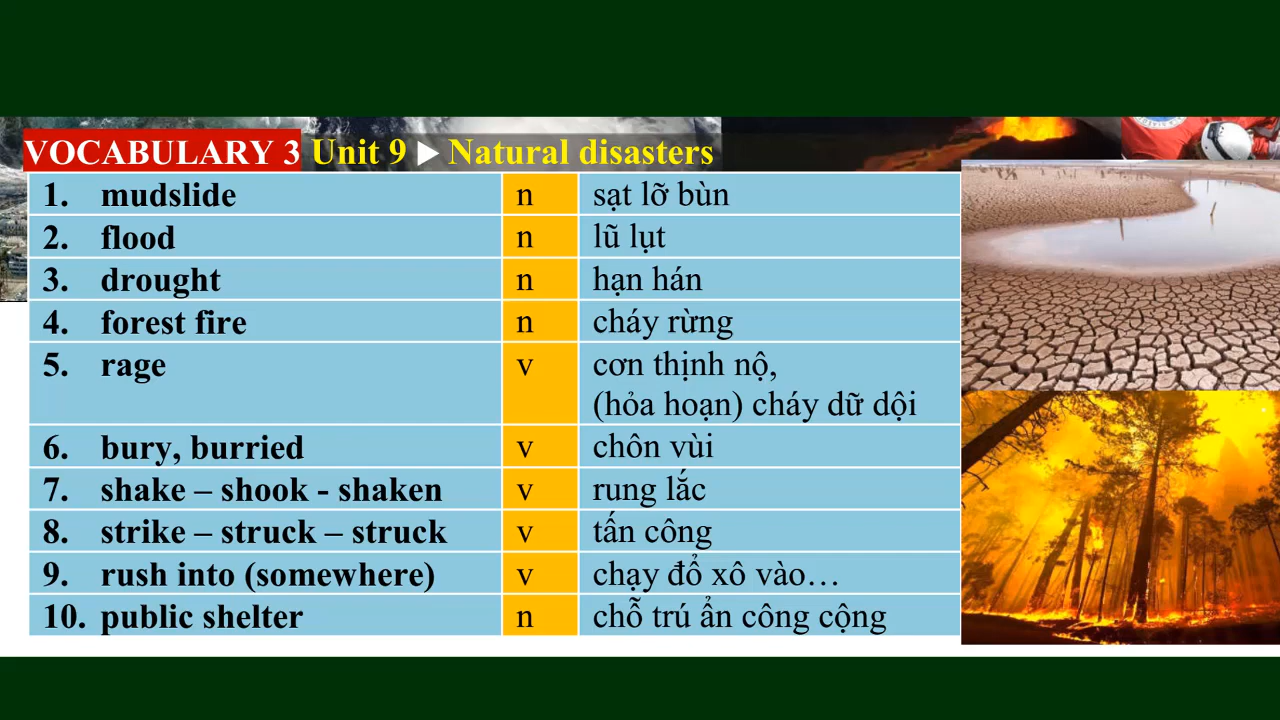 VOCABULARY 3 Unit 9 ▶ Natural disasters
1. mudslide n sạt lỡ bùn
2. flood n lũ lụt
3. drought n hạn hán
4. forest fire n cháy rừng
5. rage v cơn thịnh nộ,
(hỏa hoạn) cháy dữ dội
6. bury, burried v chôn vùi
7. shake – shook - shaken v rung lắc
8. strike – struck – struck v tấn công
9. rush into (somewhere) v chạy đổ xô vào…
10. public shelter n chỗ trú ẩn công cộng